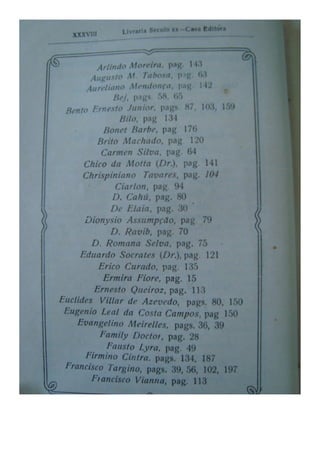 XXXVIII Livraria Seculo XX—Casa Editora
Arlindo Moreira, pag. 143
Augusto M. Tabosa, pag. 63
Aureliano Mendonça, pag. 142
Bej, pags. 58, 65
Bento Ernesto Junior, pags. 87, 103, 159
Bilo, pag 134
Bonet Barbe, pag 176
Brito Machado, pag 120
Carmen Silva, pag. 64
Chico da Motta (Dr.), pag. 141
Chrispiniano Tavares, pag. 104
Ciarlon, pag. 94
D. Cahú, pag. 80
De Elaia, pag. 30
Dionysio Assumpção, pag 79
D. Ravib, pag. 70
D. Romana Selva, pag. 75
Eduardo Socrates (Dr.), pag. 121
Erico Curado, pag. 135
Ermira Fiore, pag. 15
Ernesto Queiroz, pag. 113
Euclides Villar de Azevedo, pags. 80, 150
Eugenio Leal da Costa Campos, pag 150
Evangelino Meirelles, pags. 36, 39
Family Doctor, pag. 28
Fausto Lyra, pag. 49
Firmino Cintra. pags. 134, 187
Francisco Targino, pags. 39, 56, 102, 197
Francisco Vianna, pag. 113